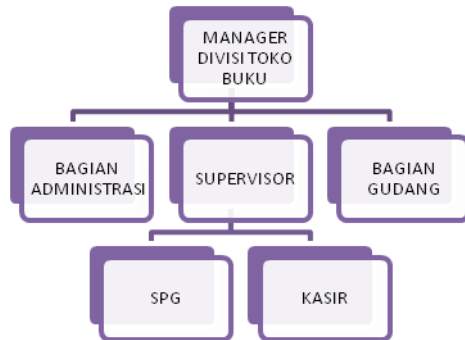 MANAGER
DIVISI TOKO
BUKU
BAGIAN
ADMINISTRASI
SUPERVISOR
BAGIAN
GUDANG
SPG
KASIR